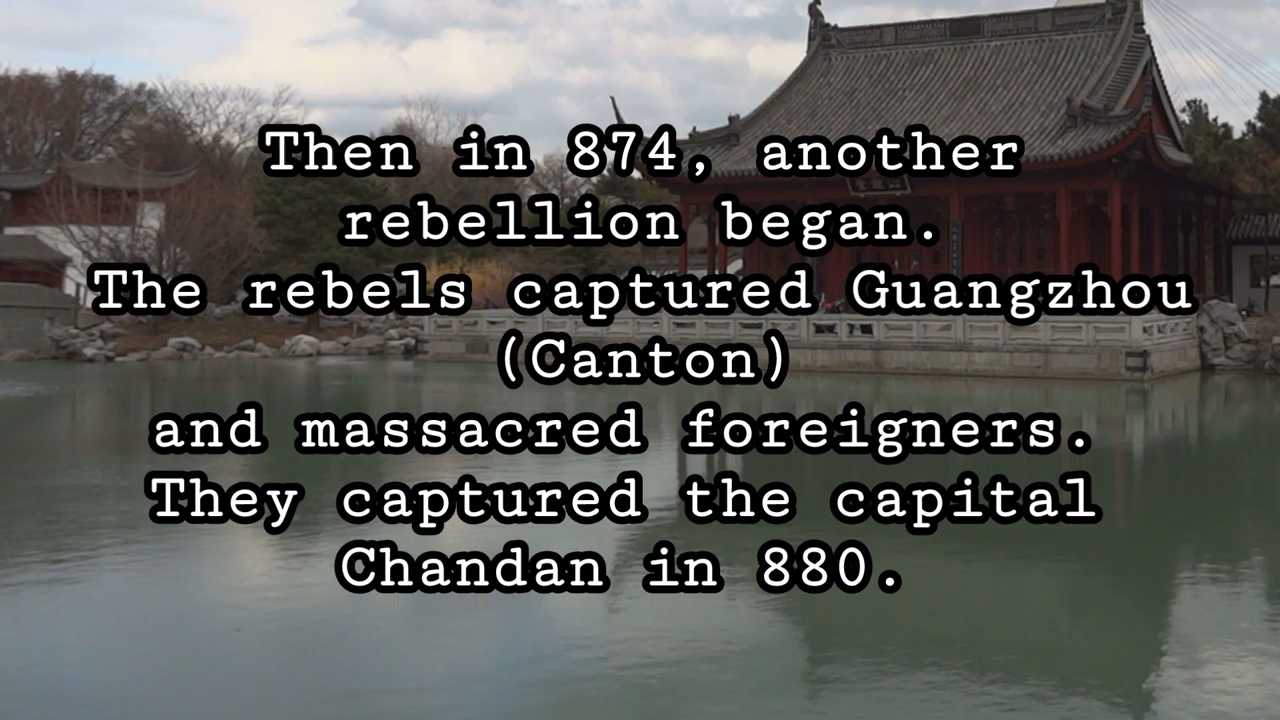 Then in 874, another
rebellion began.
The rebels captured Guangzhou
(Canton)
and massacred foreigners.
They captured the capital
Chandan in 880.